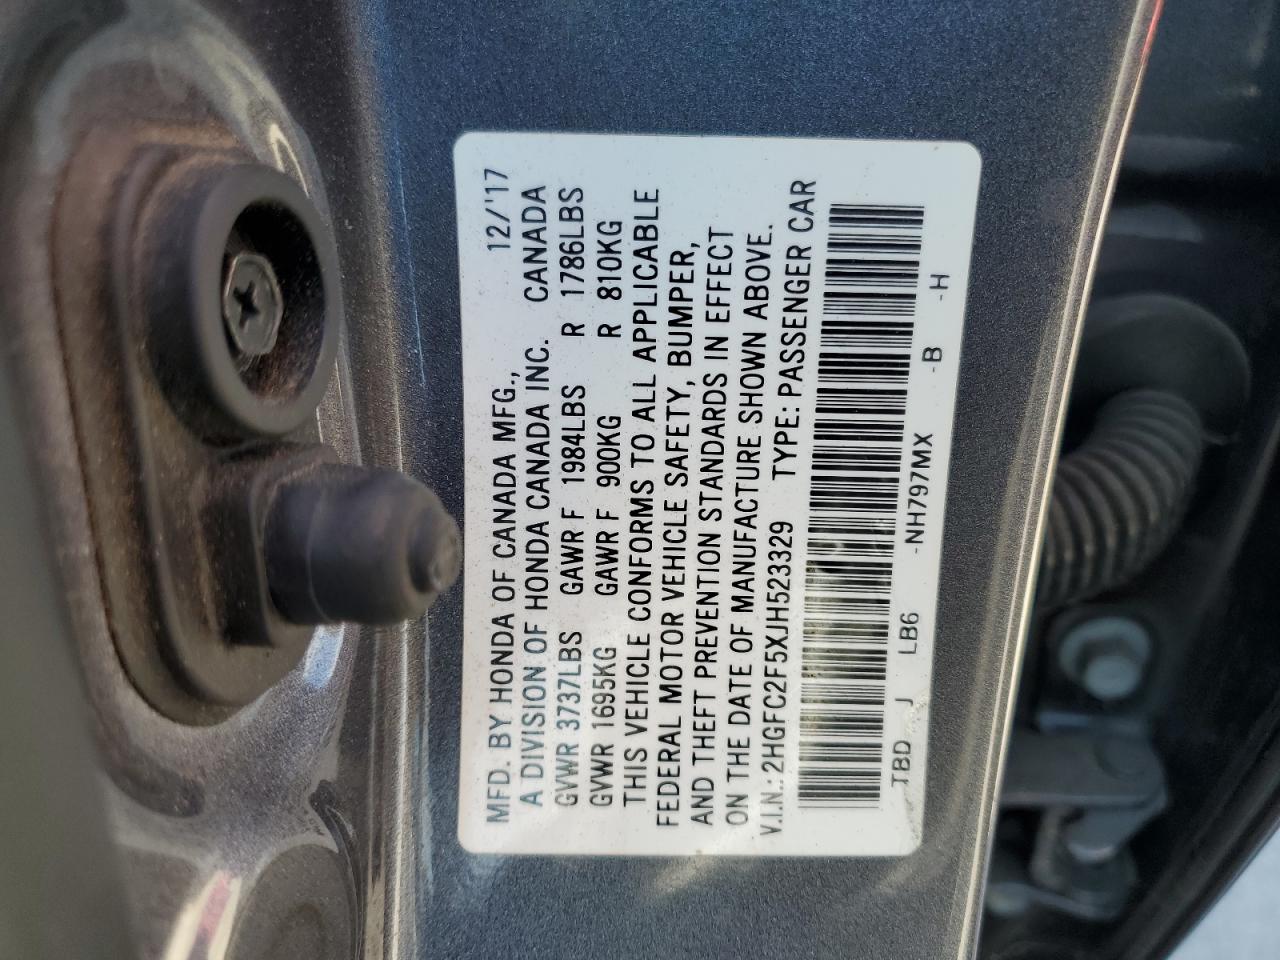 MFD. BY HONDA OF CANADA MFG., 12/'17
A DIVISION OF HONDA CANADA INC. CANADA
GVWR 3737LBS GAWR F 1984LBS R 1786LBS
GVWR 1695KG GAWR F 900KG R 810KG
THIS VEHICLE CONFORMS TO ALL APPLICABLE
FEDERAL MOTOR VEHICLE SAFETY, BUMPER,
AND THEFT PREVENTION STANDARDS IN EFFECT
ON THE DATE OF MANUFACTURE SHOWN ABOVE.
V.I.N.: 2HGFC2F5XJH523329 TYPE: PASSENGER CAR
TBD J LB6 -NH797MX -B -H